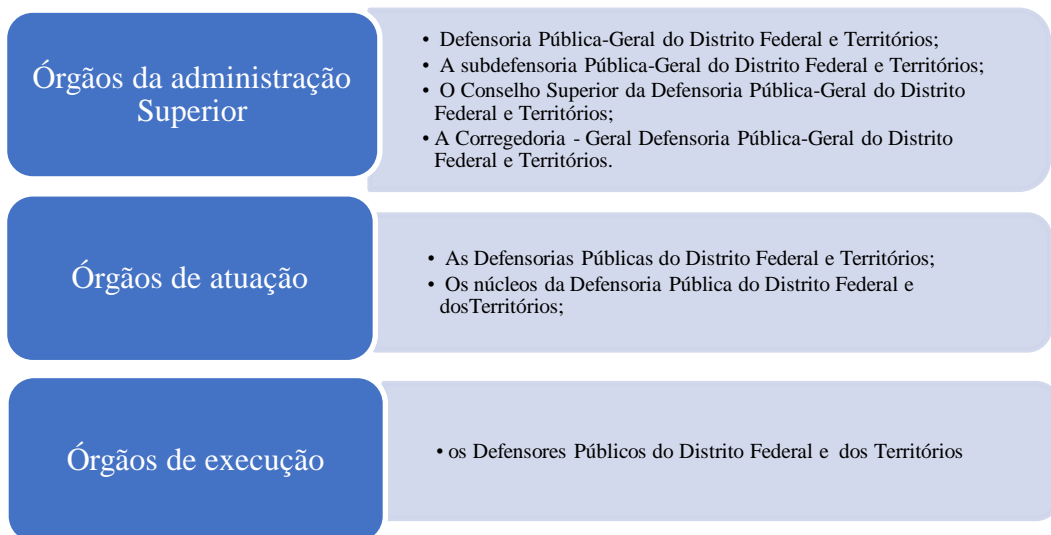 Órgãos da administração
Superior
• Defensoria Pública-Geral do Distrito Federal e Territórios;
• A subdefensoria Pública-Geral do Distrito Federal e Territórios;
• O Conselho Superior da Defensoria Pública-Geral do Distrito
Federal e Territórios;
• A Corregedoria - Geral Defensoria Pública-Geral do Distrito
Federal e Territórios.
Órgãos de atuação
• As Defensorias Públicas do Distrito Federal e Territórios;
• Os núcleos da Defensoria Pública do Distrito Federal e
dosTerritórios;
Órgãos de execução
• os Defensores Públicos do Distrito Federal e dos Territórios